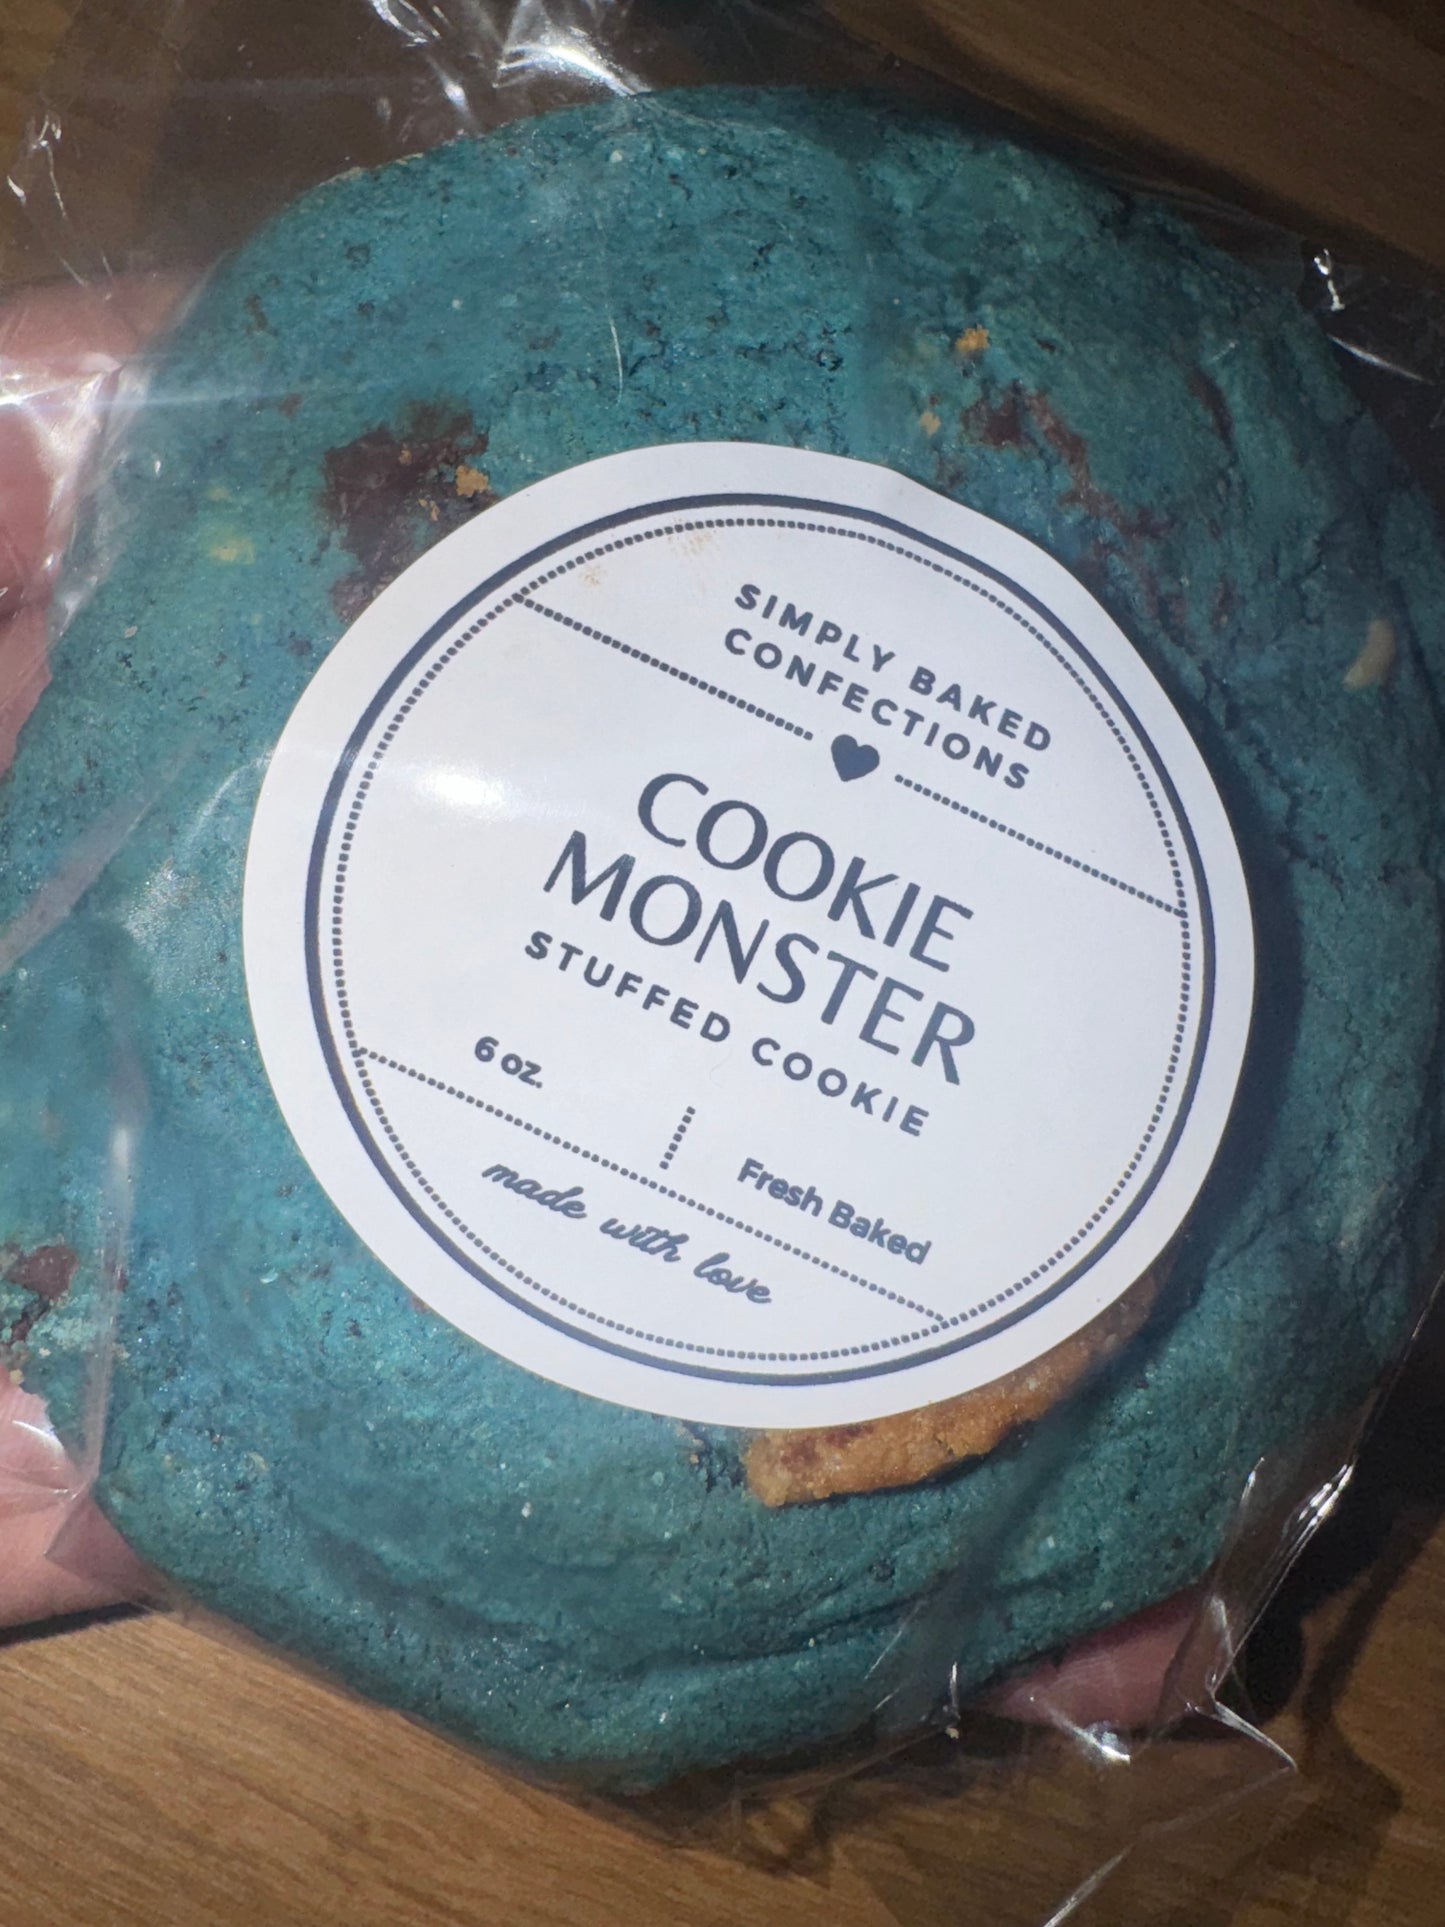 SIMPLY BAKED
CONFECTIONS
COOKIE
MONSTER
STUFFED COOKIE
6 oz.
Fresh Baked
made with love